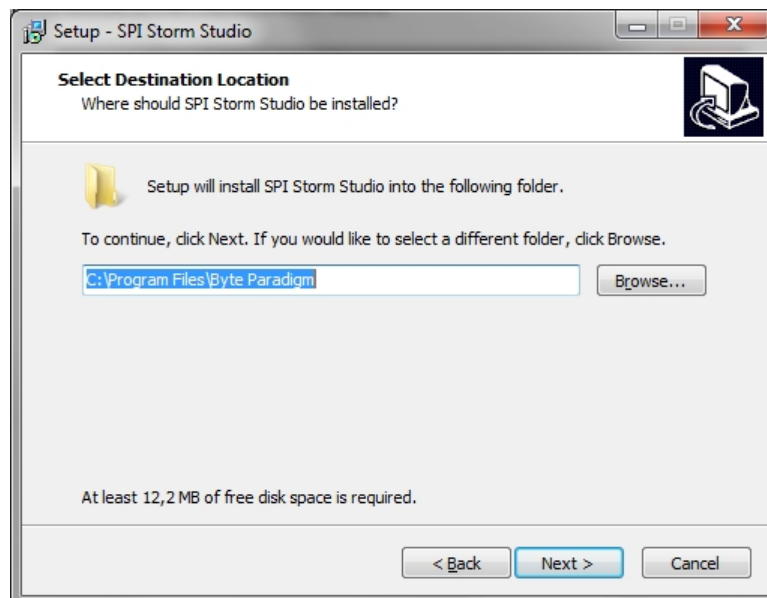 Setup - SPI Storm Studio
Select Destination Location
Where should SPI Storm Studio be installed?
Setup will install SPI Storm Studio into the following folder.
To continue, click Next. If you would like to select a different folder, click Browse.
C:\Program Files\Byte Paradigm
Browse...
At least 12,2 MB of free disk space is required.
< Back
Next >
Cancel